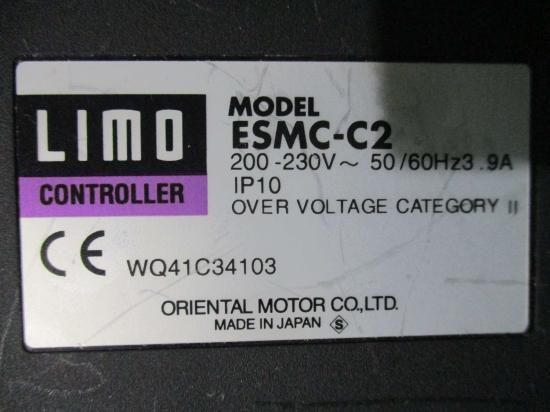 LIMO
CONTROLLER
MODEL
ESMC-C2
200-230V~ 50/60Hz3.9A
IP10
OVER VOLTAGE CATEGORY II
CE WQ41C34103
ORIENTAL MOTOR CO.,LTD.
MADE IN JAPAN S